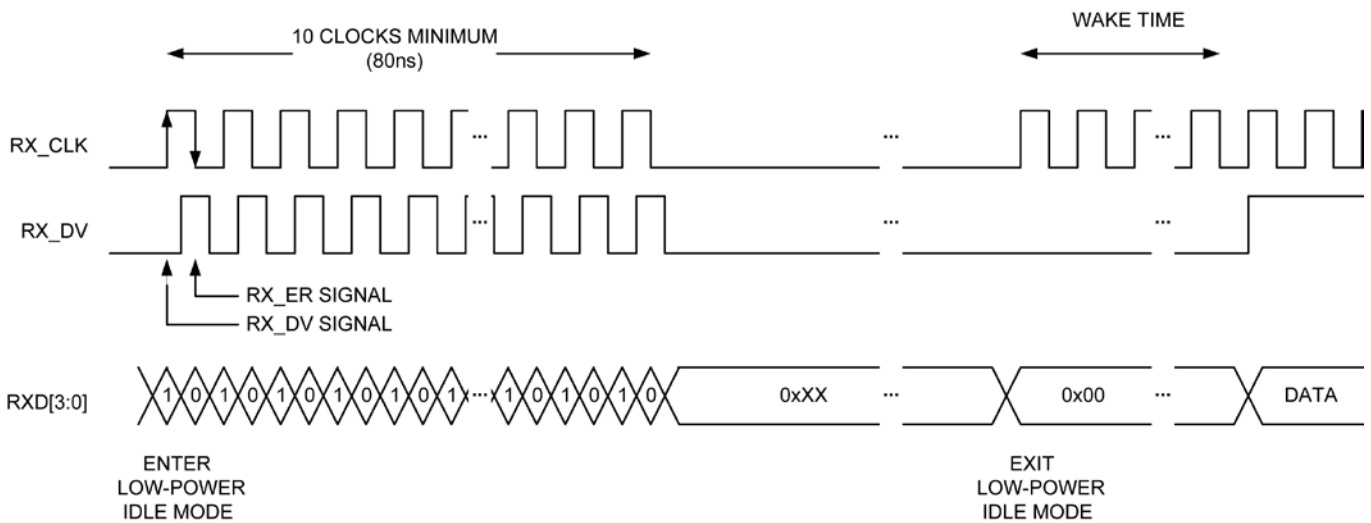 10 CLOCKS MINIMUM
(80ns)
WAKE TIME
RX_CLK
...
...
...
RX_DV
...
...
...
RX_ER SIGNAL
RX_DV SIGNAL
RXD[3:0]
1 0 1 0 1 0 1 0 1 0 1 ... 1 0 1 0 1 0 0xXX ... 0x00 ... DATA
ENTER
LOW-POWER
IDLE MODE
EXIT
LOW-POWER
IDLE MODE